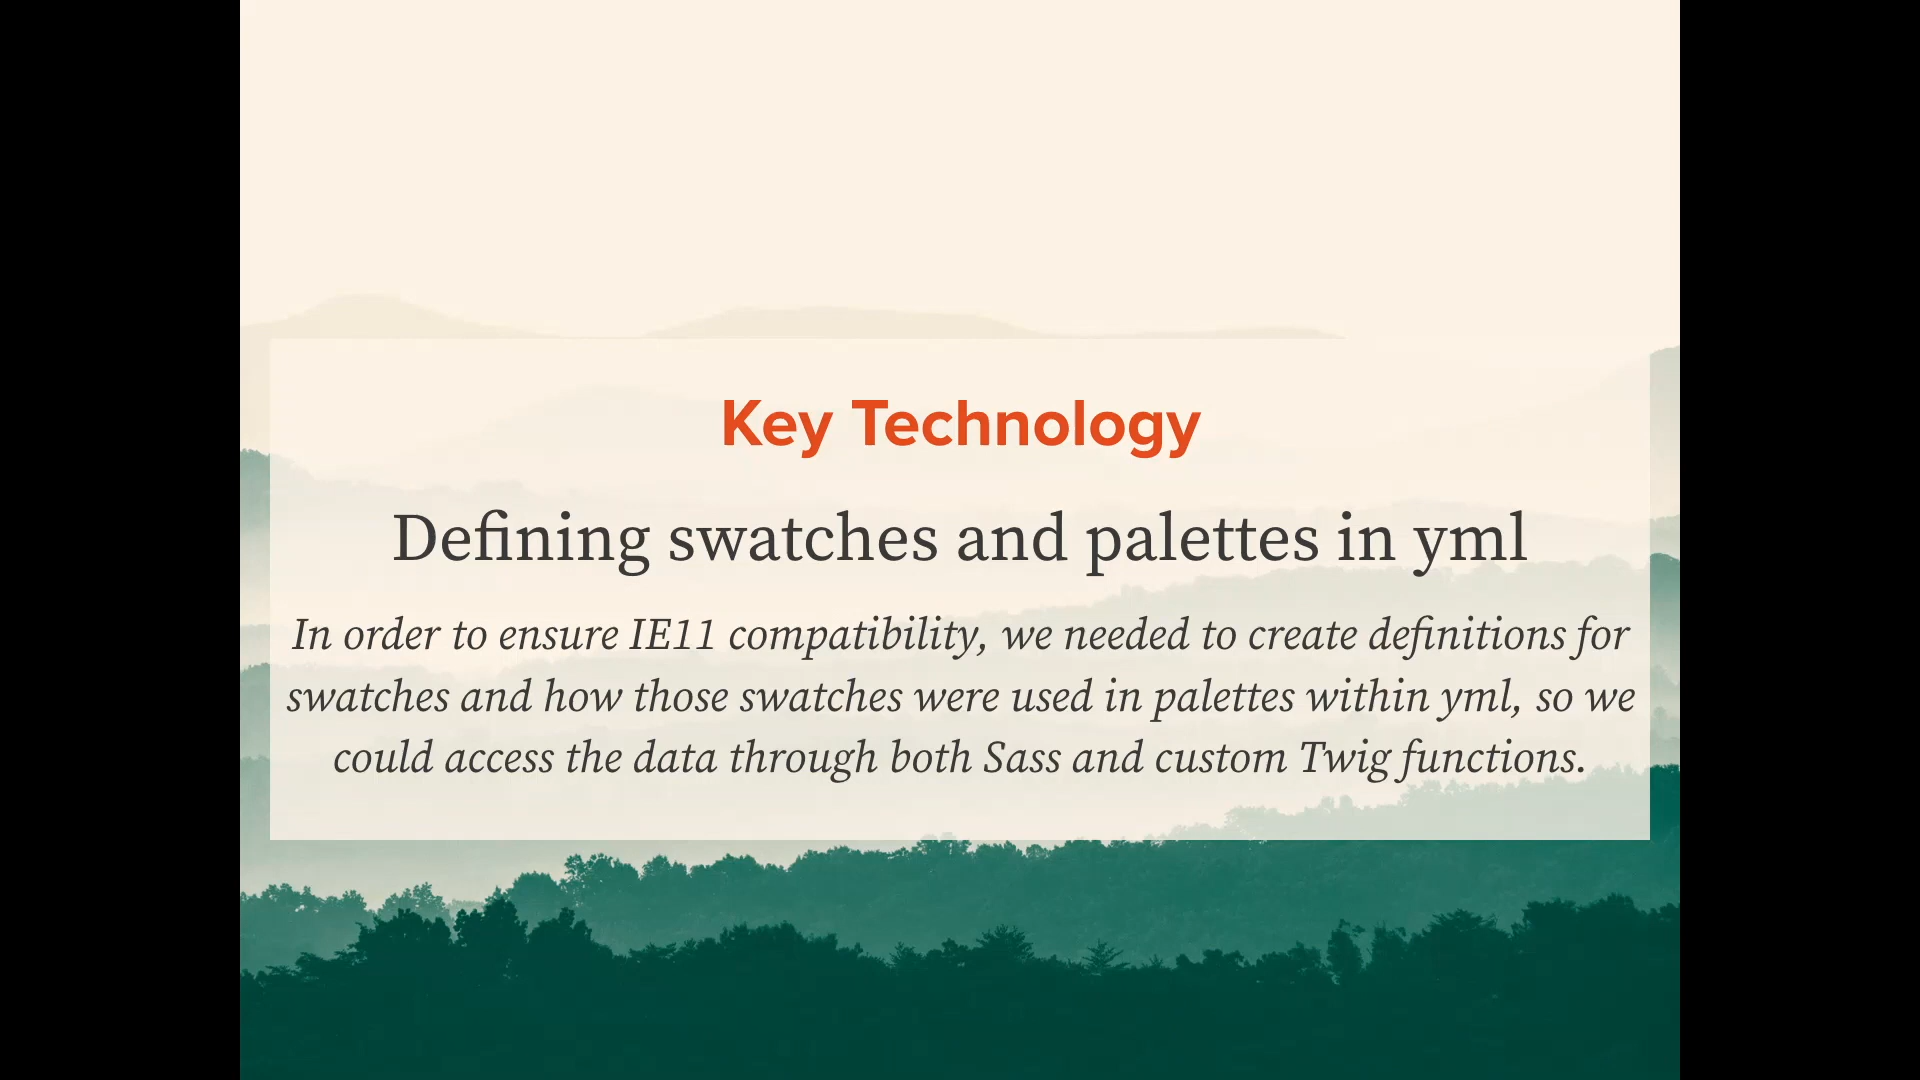 Key Technology
Defining swatches and palettes in yml
In order to ensure IE11 compatibility, we needed to create definitions for
swatches and how those swatches were used in palettes within yml, so we
could access the data through both Sass and custom Twig functions.